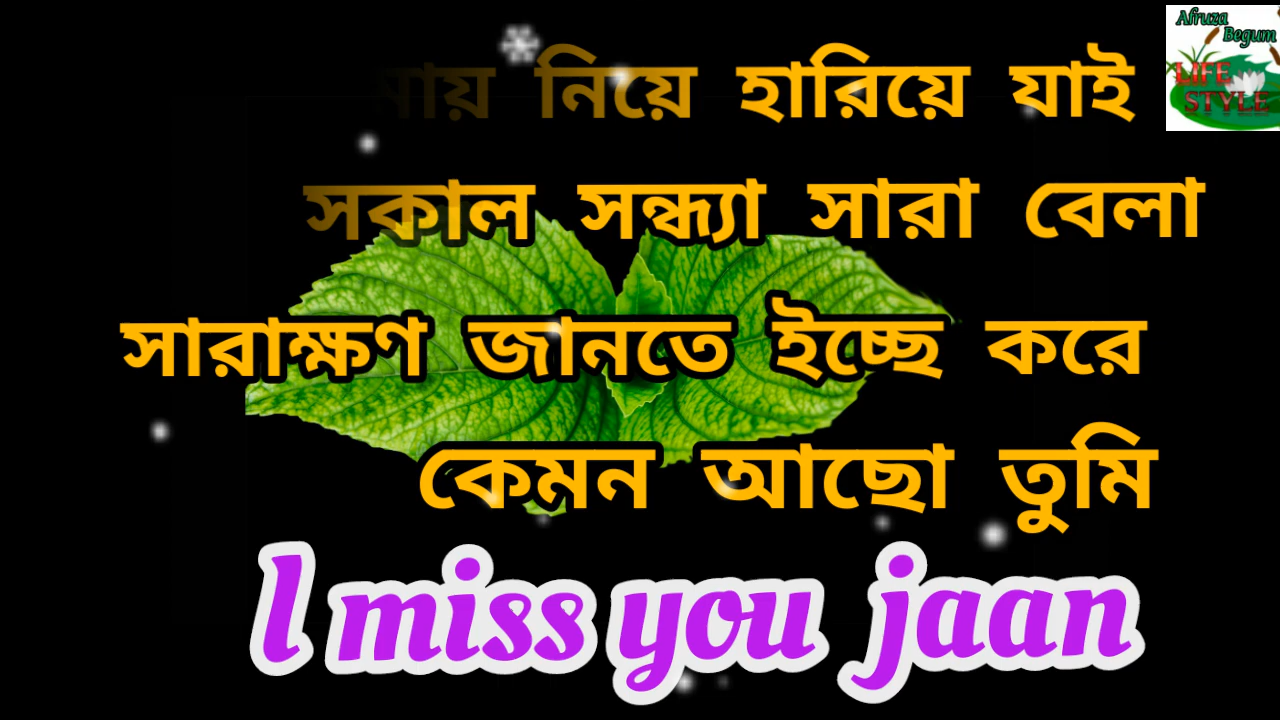 নিয়ে হারিয়ে যাই
সকাল সন্ধ্যা সারা বেলা
সারাক্ষণ জানতে ইচ্ছে করে
কেমন আছো তুমি
I miss you jaan
Afruza
Begum
LIFE
STYLE